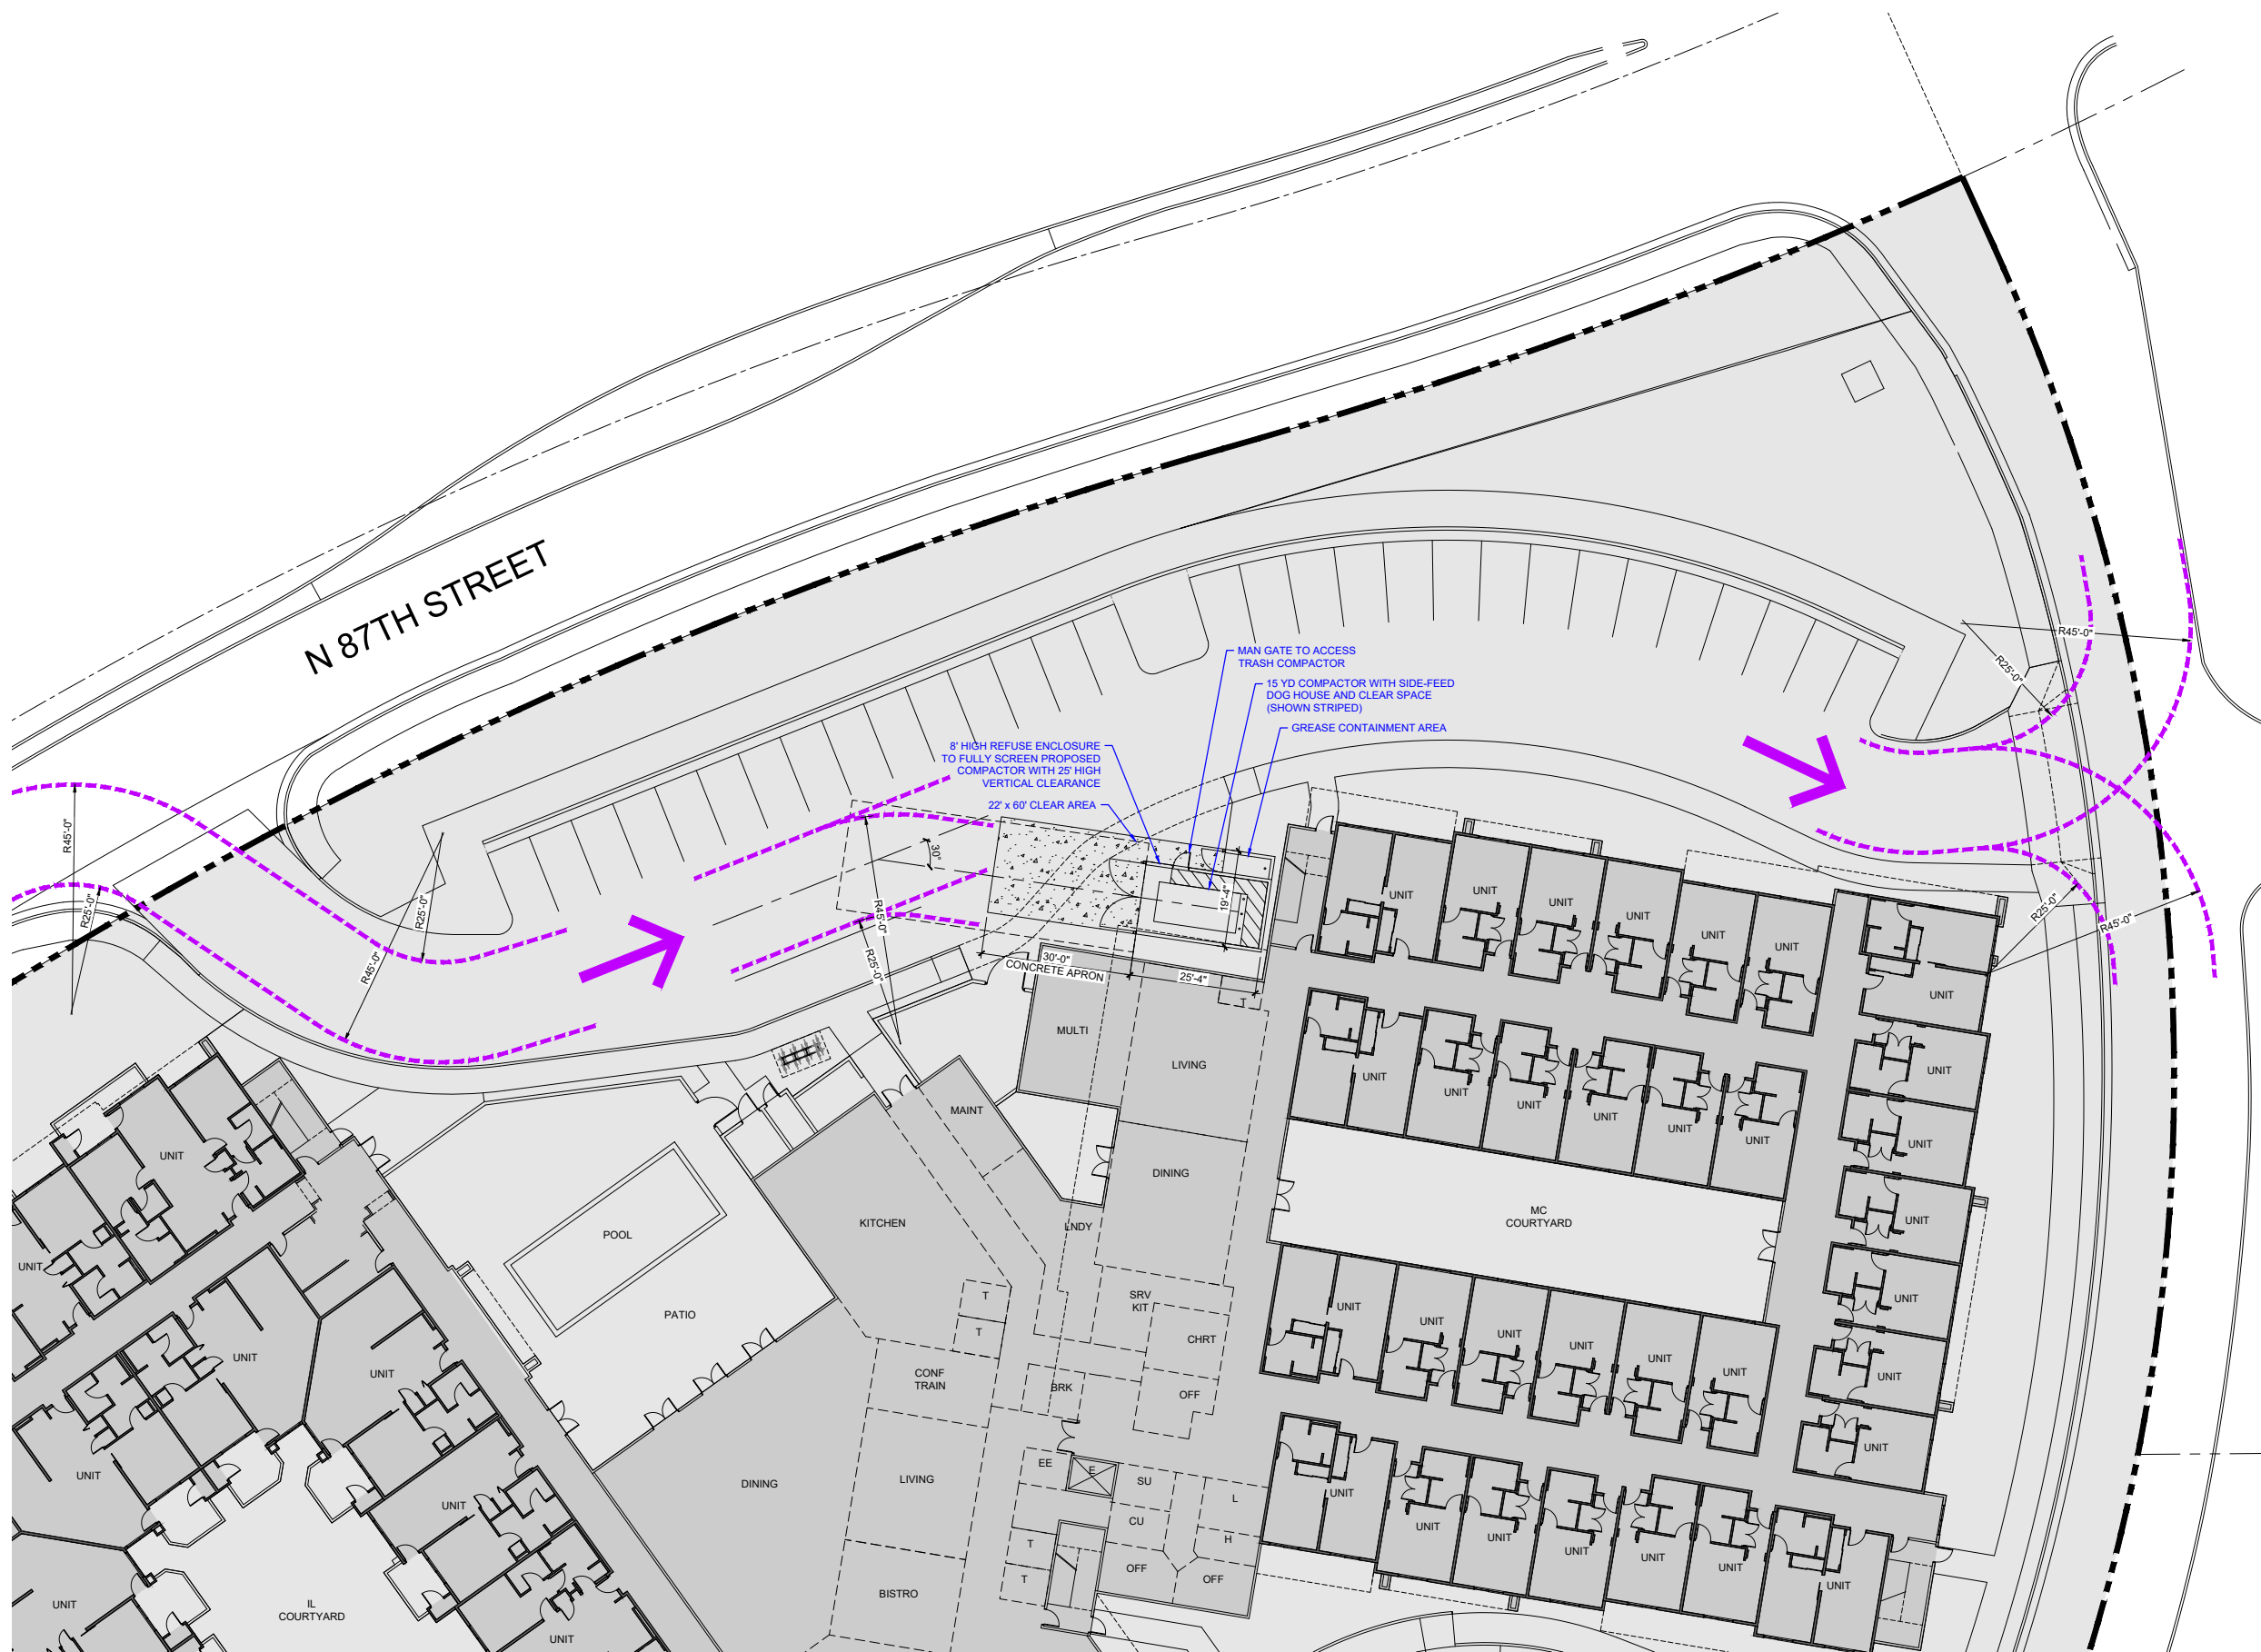 N 87TH STREET
MAN GATE TO ACCESS
TRASH COMPACTOR
15 YD COMPACTOR WITH SIDE-FEED
DOG HOUSE AND CLEAR SPACE
(SHOWN STRIPED)
GREASE CONTAINMENT AREA
8' HIGH REFUSE ENCLOSURE
TO FULLY SCREEN PROPOSED
COMPACTOR WITH 25' HIGH
VERTICAL CLEARANCE
22' x 60' CLEAR AREA
R45'-0"
R25'-0"
R45'-0"
R25'-0"
R45'-0"
R25'-0"
30°
19'-4"
30'-0"
CONCRETE APRON
25'-4"
R45'-0"
R25'-0"
R25'-0"
R45'-0"
UNIT
UNIT
UNIT
UNIT
UNIT
UNIT
UNIT
T
MULTI
LIVING
MAINT
UNIT
UNIT
UNIT
UNIT
UNIT
UNIT
UNIT
UNIT
UNIT
UNIT
DINING
KITCHEN
LNDY
MC
COURTYARD
POOL
PATIO
UNIT
UNIT
UNIT
UNIT
UNIT
SRV
KIT
CHRT
T
T
UNIT
UNIT
UNIT
UNIT
UNIT
UNIT
UNIT
CONF
TRAIN
BRK
OFF
UNIT
UNIT
EE
E
SU
L
CU
H
T
T
OFF
OFF
DINING
LIVING
BISTRO
UNIT
UNIT
UNIT
UNIT
UNIT
UNIT
UNIT
UNIT
UNIT
IL
COURTYARD
UNIT